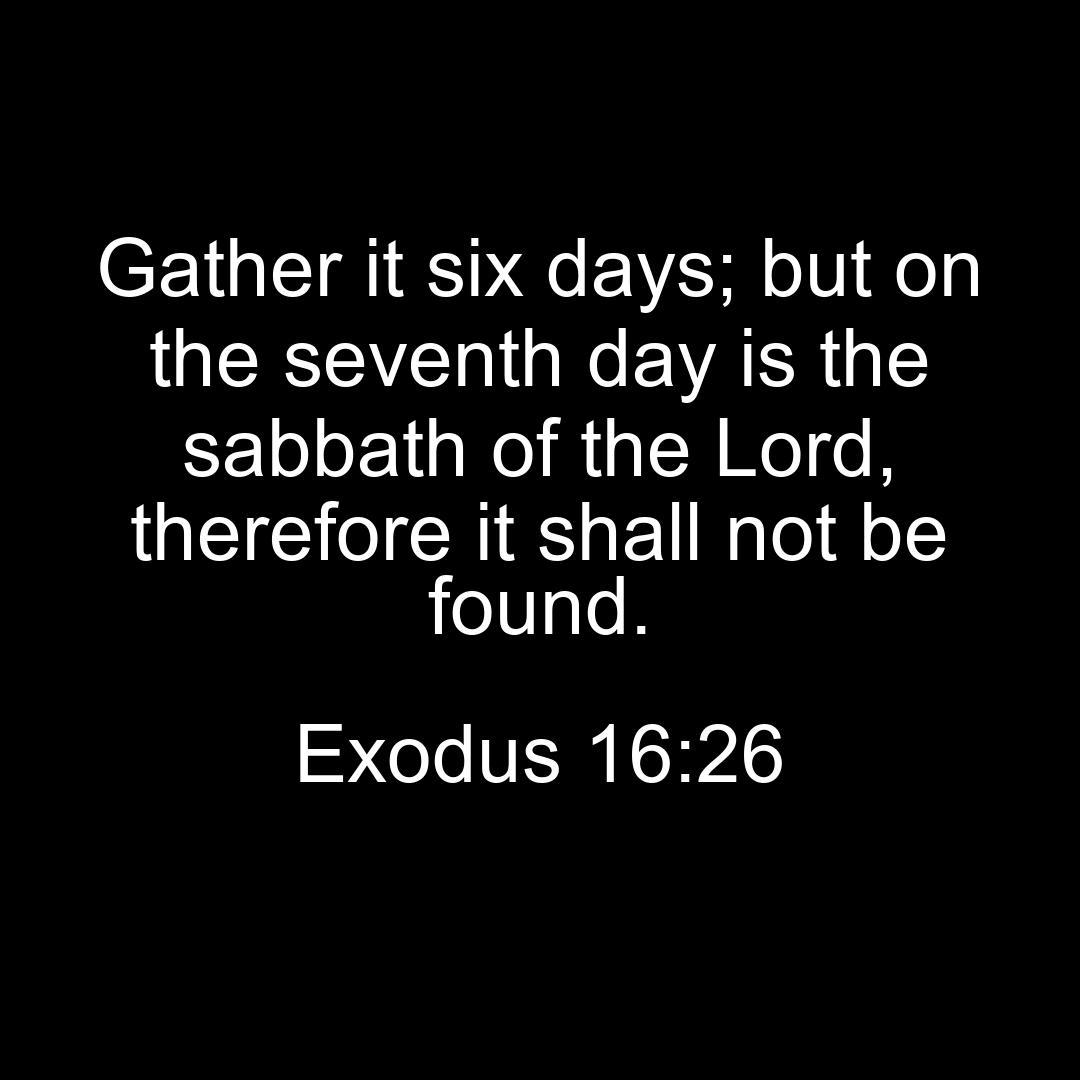 Gather it six days; but on
the seventh day is the
sabbath of the Lord,
therefore it shall not be
found.
Exodus 16:26